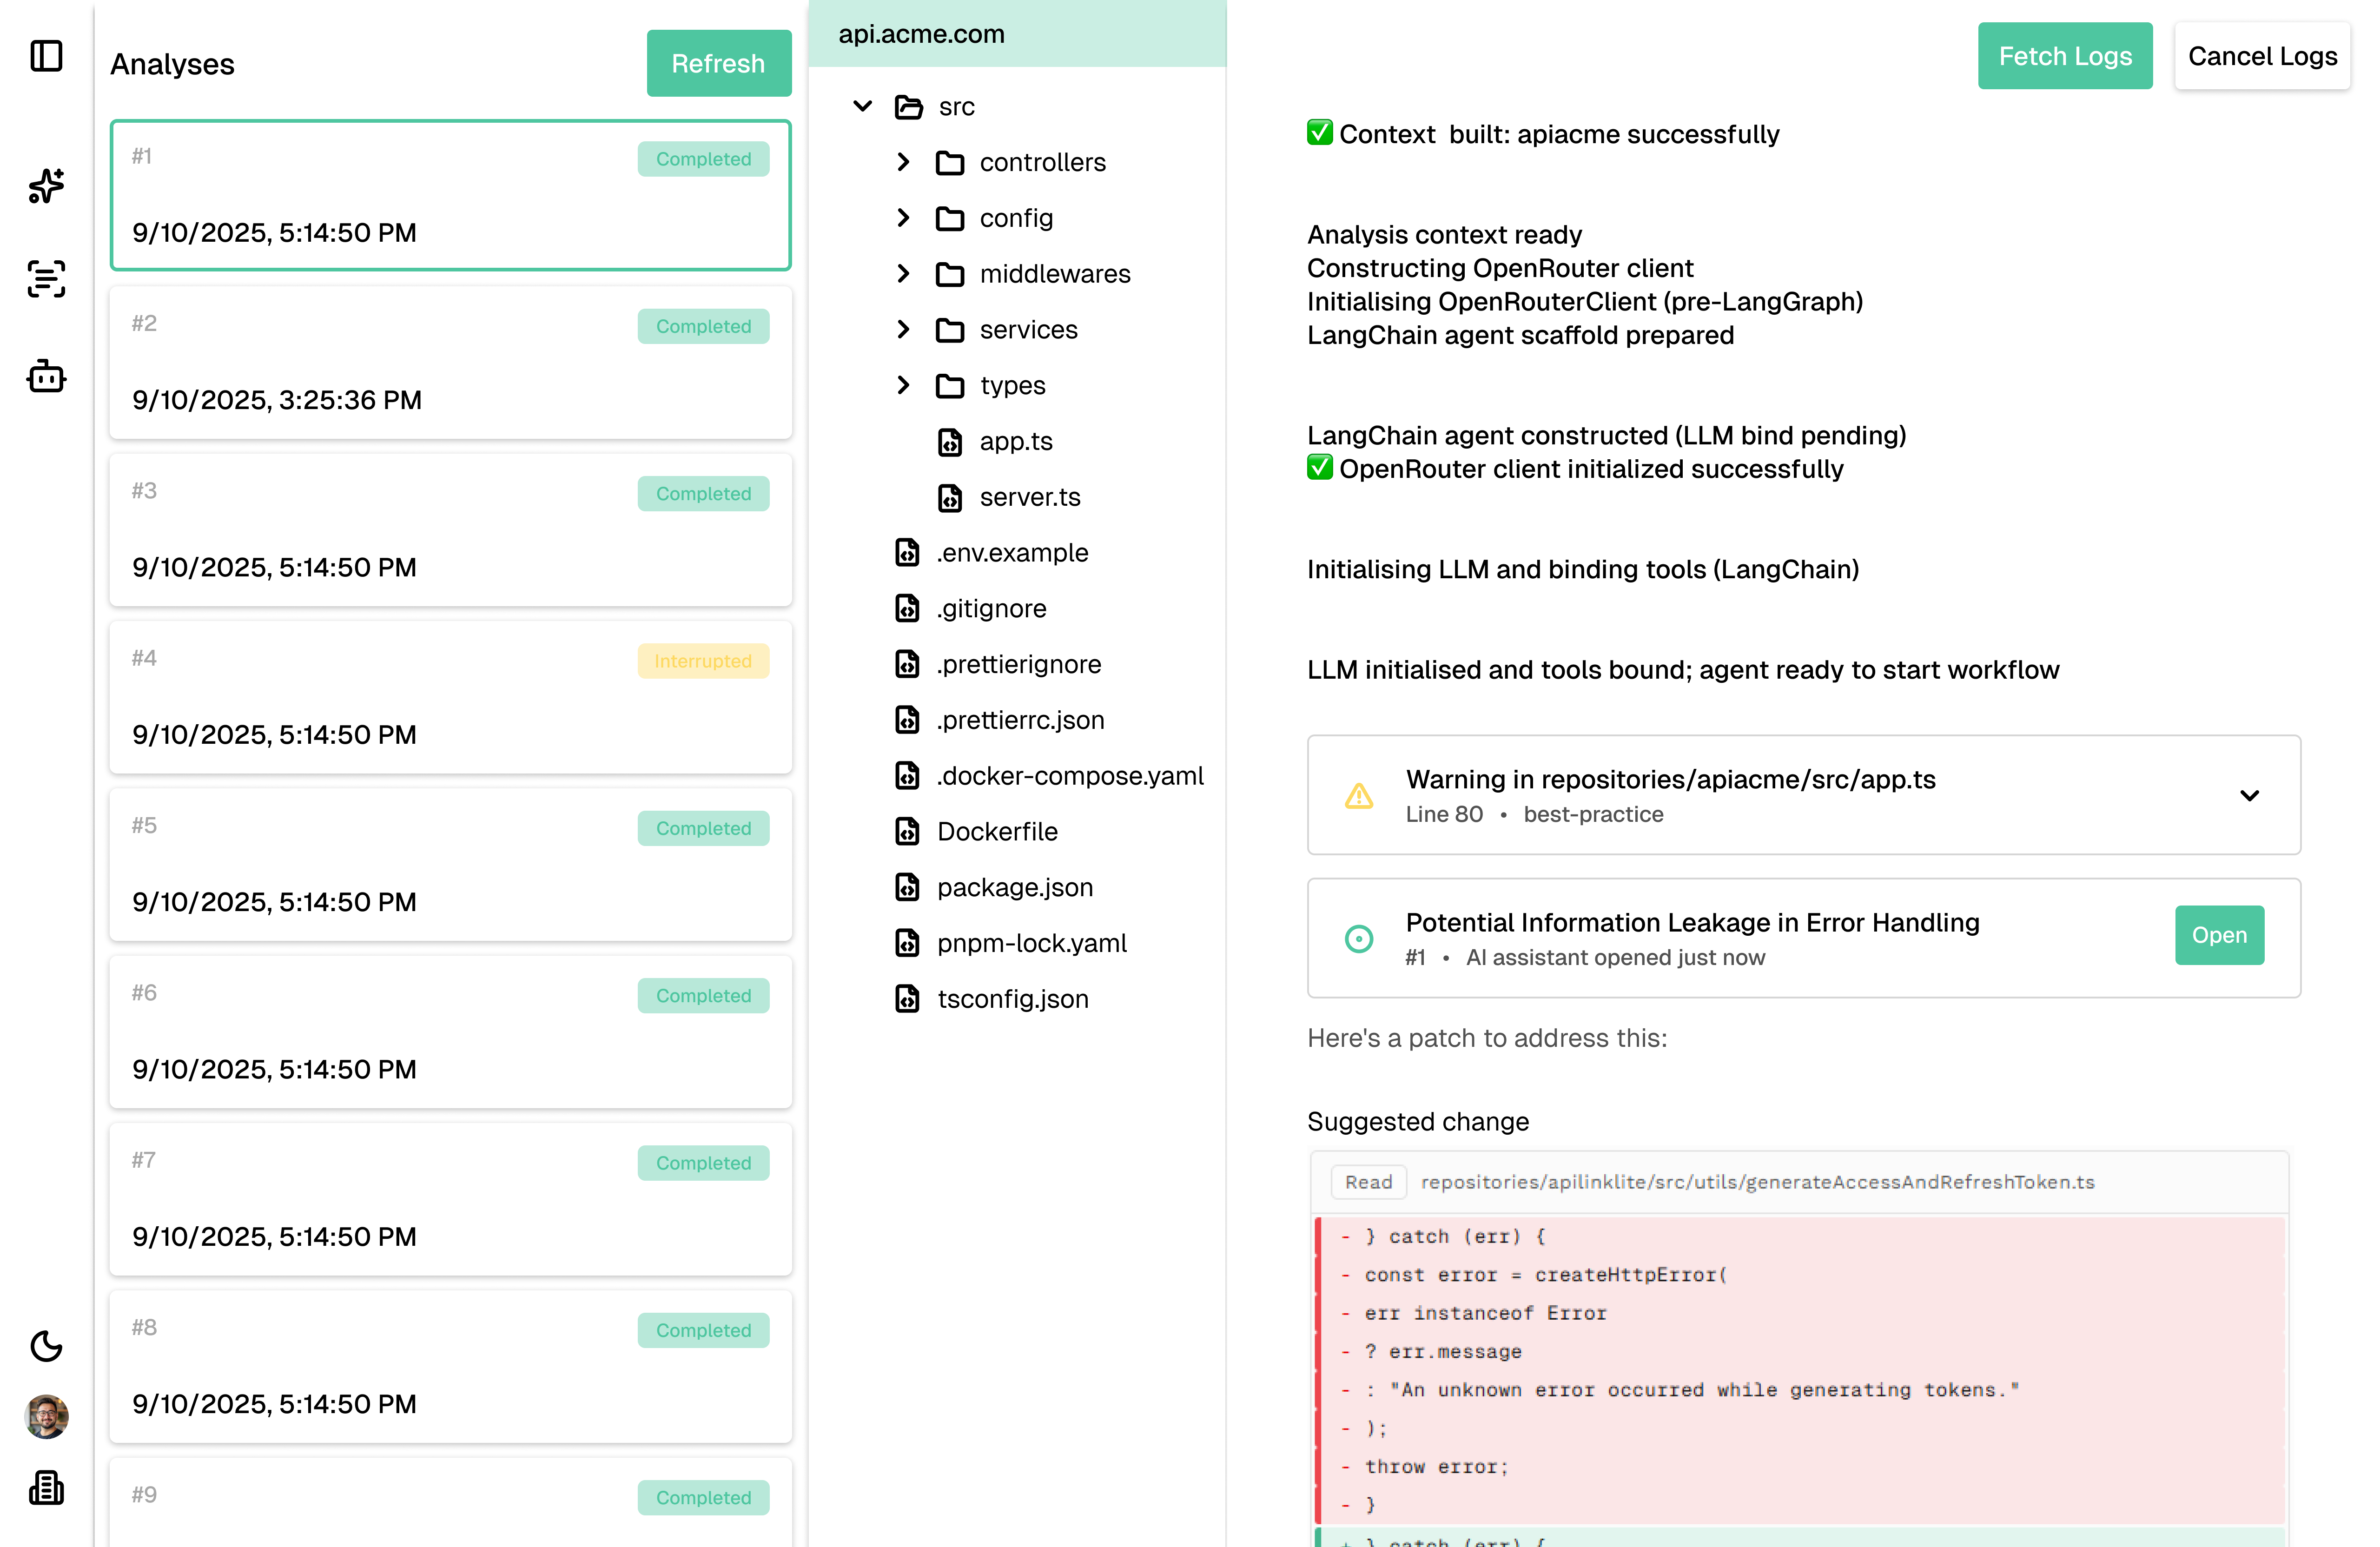 Analyses
Refresh
#1
Completed
9/10/2025, 5:14:50 PM
#2
Completed
9/10/2025, 3:25:36 PM
#3
Completed
9/10/2025, 5:14:50 PM
#4
Interrupted
9/10/2025, 5:14:50 PM
#5
Completed
9/10/2025, 5:14:50 PM
#6
Completed
9/10/2025, 5:14:50 PM
#7
Completed
9/10/2025, 5:14:50 PM
#8
Completed
9/10/2025, 5:14:50 PM
#9
Completed
api.acme.com
src
controllers
config
middlewares
services
types
app.ts
server.ts
.env.example
.gitignore
.prettierignore
.prettierrc.json
.docker-compose.yaml
Dockerfile
package.json
pnpm-lock.yaml
tsconfig.json
Fetch Logs
Cancel Logs
✅ Context built: apiacme successfully
Analysis context ready
Constructing OpenRouter client
Initialising OpenRouterClient (pre-LangGraph)
LangChain agent scaffold prepared
LangChain agent constructed (LLM bind pending)
✅ OpenRouter client initialized successfully
Initialising LLM and binding tools (LangChain)
LLM initialised and tools bound; agent ready to start workflow
Warning in repositories/apiacme/src/app.ts
Line 80 • best-practice
Potential Information Leakage in Error Handling
#1 • AI assistant opened just now
Open
Here's a patch to address this:
Suggested change
Read repositories/apilinklite/src/utils/generateAccessAndRefreshToken.ts
- } catch (err) {
- const error = createHttpError(
- err instanceof Error
- ? err.message
- : "An unknown error occurred while generating tokens."
- );
- throw error;
- }
+ } catch (err) {